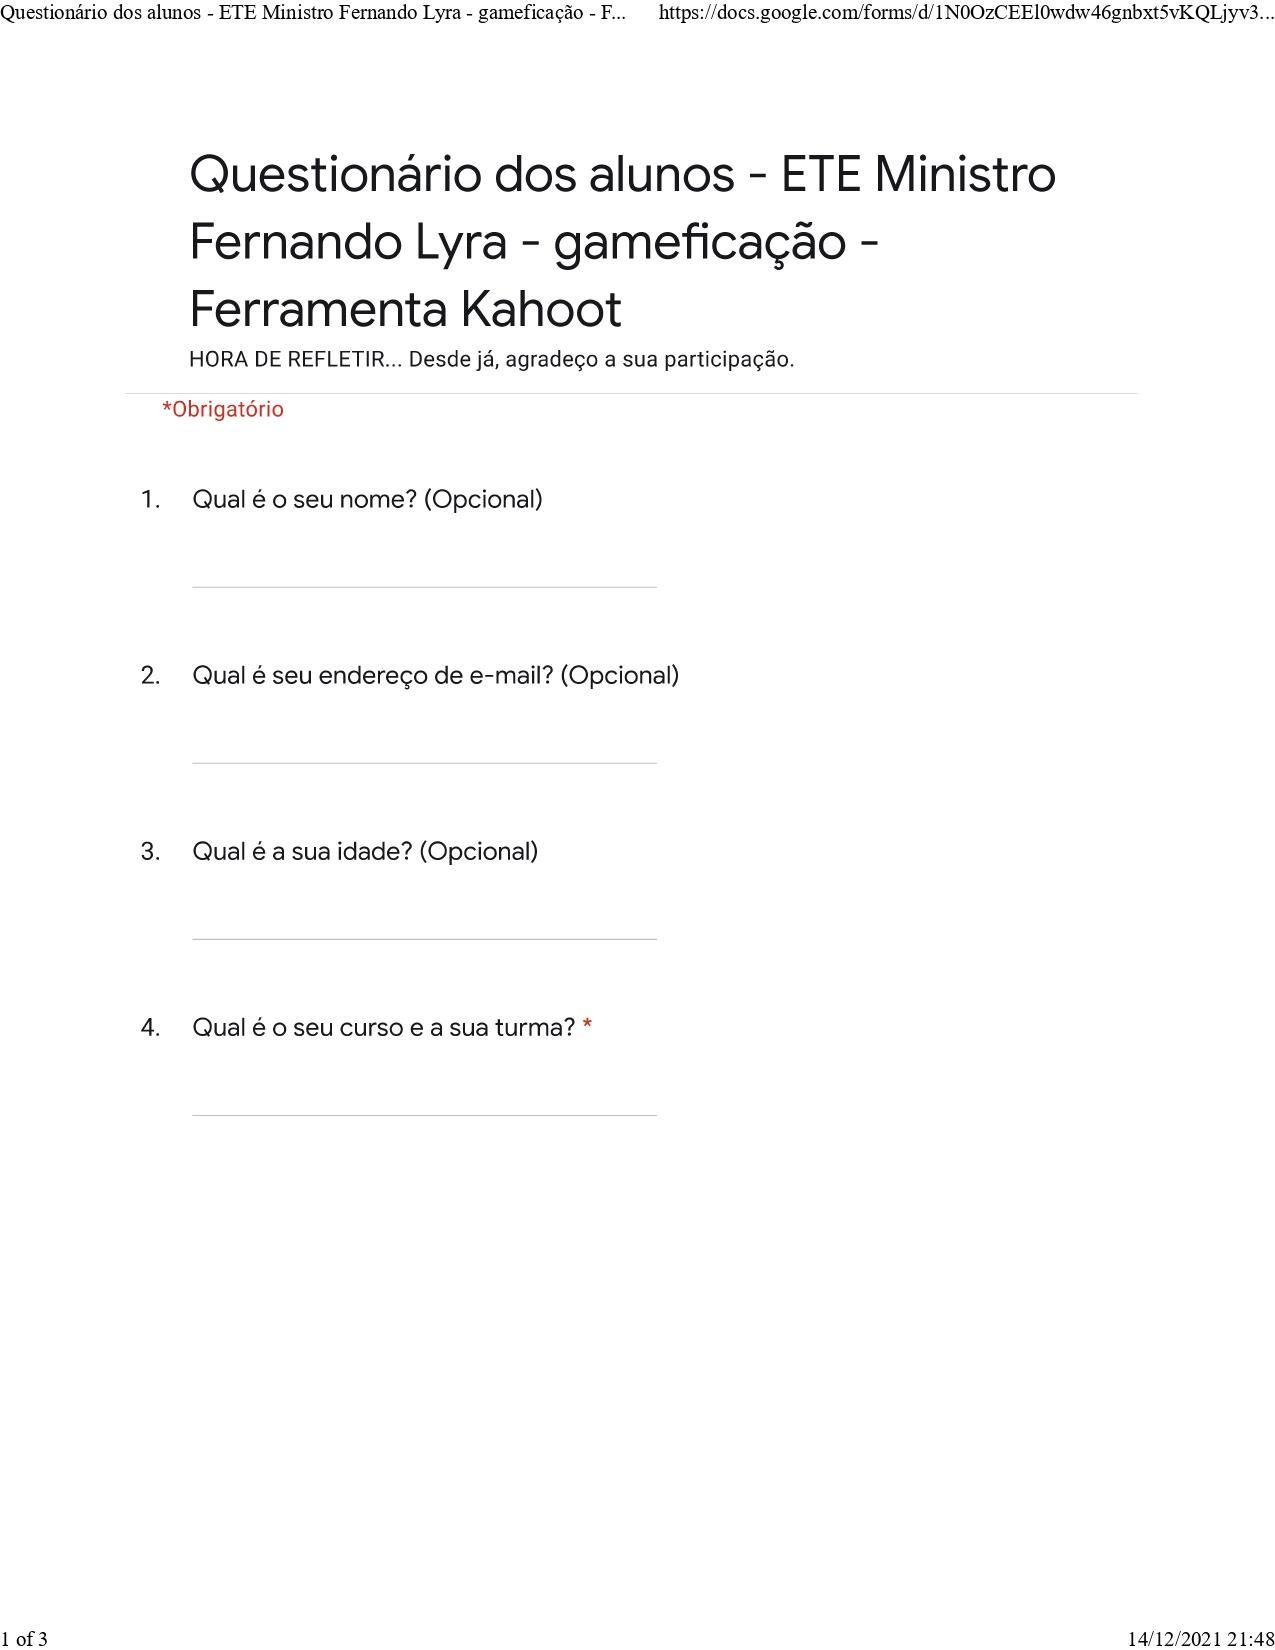 Questionário dos alunos - ETE Ministro Fernando Lyra - gameficação - F... https://docs.google.com/forms/d/1N0OzCEEl0wdw46gnbxt5vKQLjyv3...
Questionário dos alunos - ETE Ministro
Fernando Lyra - gameficação -
Ferramenta Kahoot
HORA DE REFLETIR... Desde já, agradeço a sua participação.
*Obrigatório
1. Qual é o seu nome? (Opcional)
2. Qual é seu endereço de e-mail? (Opcional)
3. Qual é a sua idade? (Opcional)
4. Qual é o seu curso e a sua turma? *
1 of 3 14/12/2021 21:48